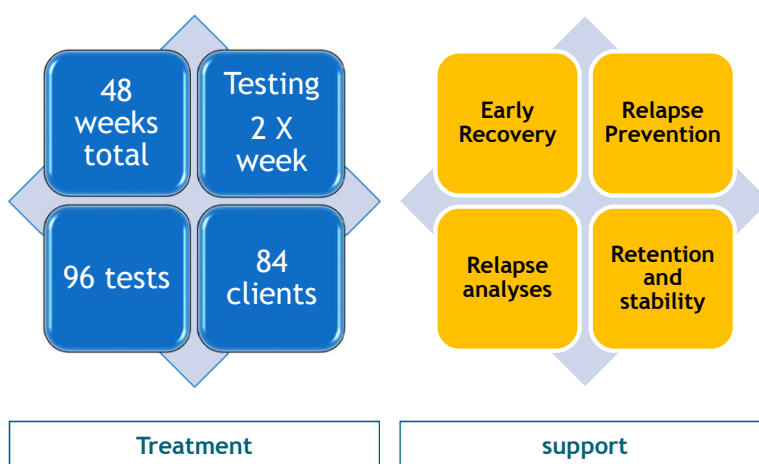 48
weeks
total
Testing
2 X
week
96 tests
84
clients
Treatment
Early
Recovery
Relapse
Prevention
Relapse
analyses
Retention
and
stability
support